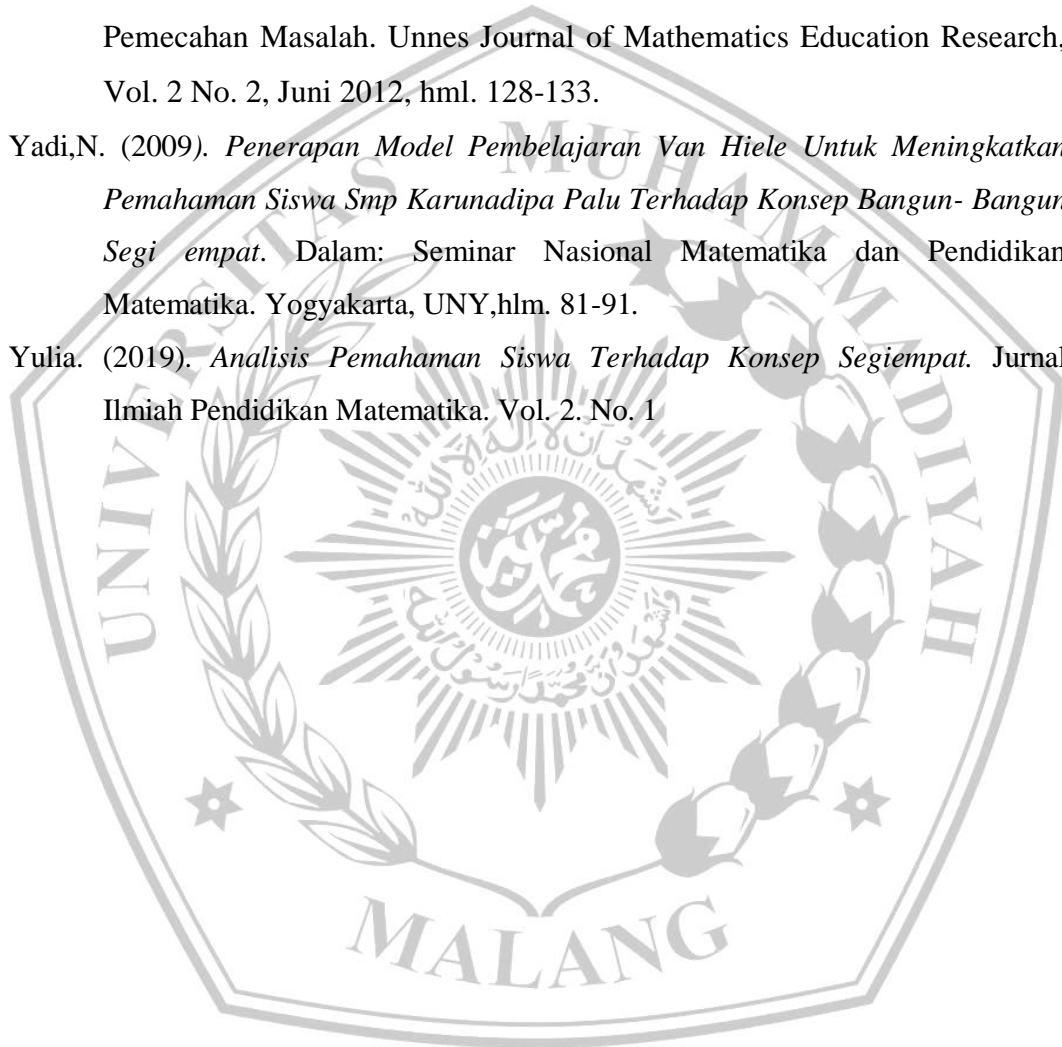 Pemecahan Masalah. Unnes Journal of Mathematics Education Research,
Vol. 2 No. 2, Juni 2012, hml. 128-133.
Yadi,N. (2009). Penerapan Model Pembelajaran Van Hiele Untuk Meningkatkan
Pemahaman Siswa Smp Karunadipa Palu Terhadap Konsep Bangun- Bangun
Segi empat. Dalam: Seminar Nasional Matematika dan Pendidikan
Matematika. Yogyakarta, UNY,hlm. 81-91.
Yulia. (2019). Analisis Pemahaman Siswa Terhadap Konsep Segiempat. Jurnal
Ilmiah Pendidikan Matematika. Vol. 2. No. 1
UNIVERSITAS MUHAMMADIYAH
MALANG